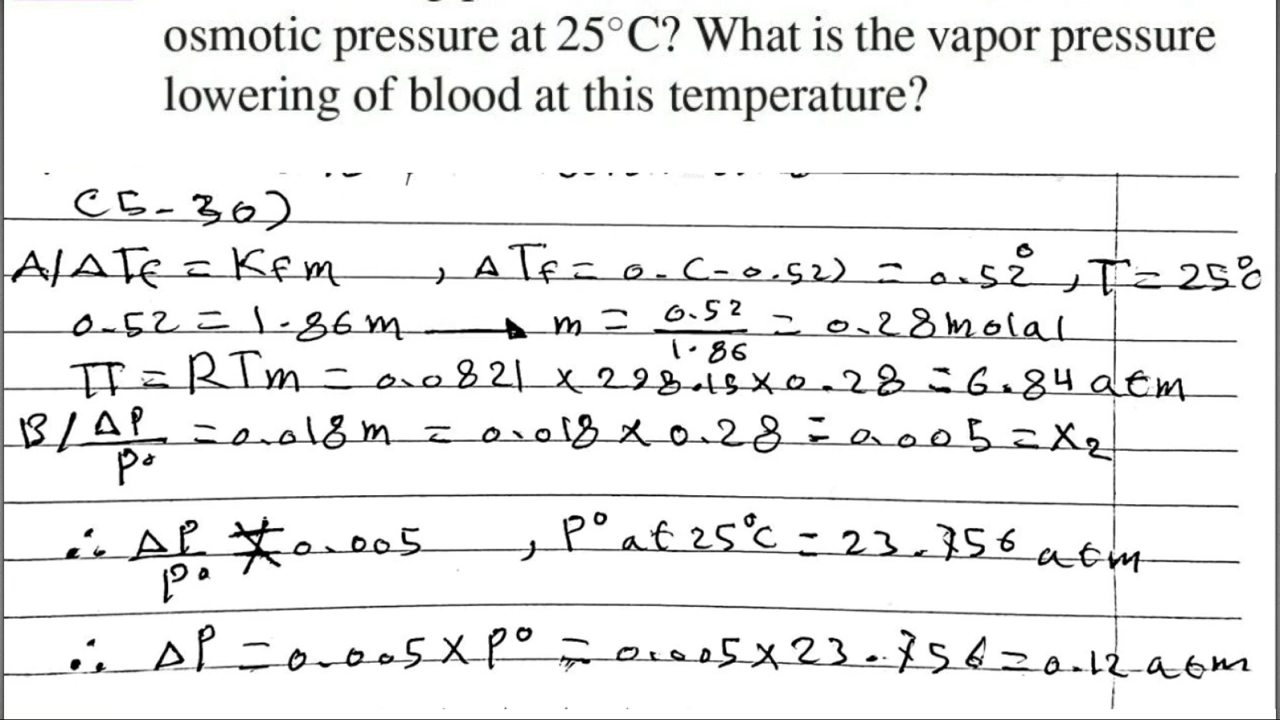 osmotic pressure at 25°C? What is the vapor pressure
lowering of blood at this temperature?
(5-30)
A/ΔTf = Kfm , ΔTf = 0-(-0.52) = 0.52° , T = 25°C
0.52 = 1.86m → m = 0.52/1.86 = 0.28 molal
π = RTm = 0.0821 × 298.15 × 0.28 = 6.84 atm
B/ ΔP/P° = 0.018m = 0.018 × 0.28 = 0.005 = X₂
∴ ΔP/P° = 0.005 , P° at 25°C = 23.756 atm
∴ ΔP = 0.005 × P° = 0.005 × 23.756 = 0.12 atm